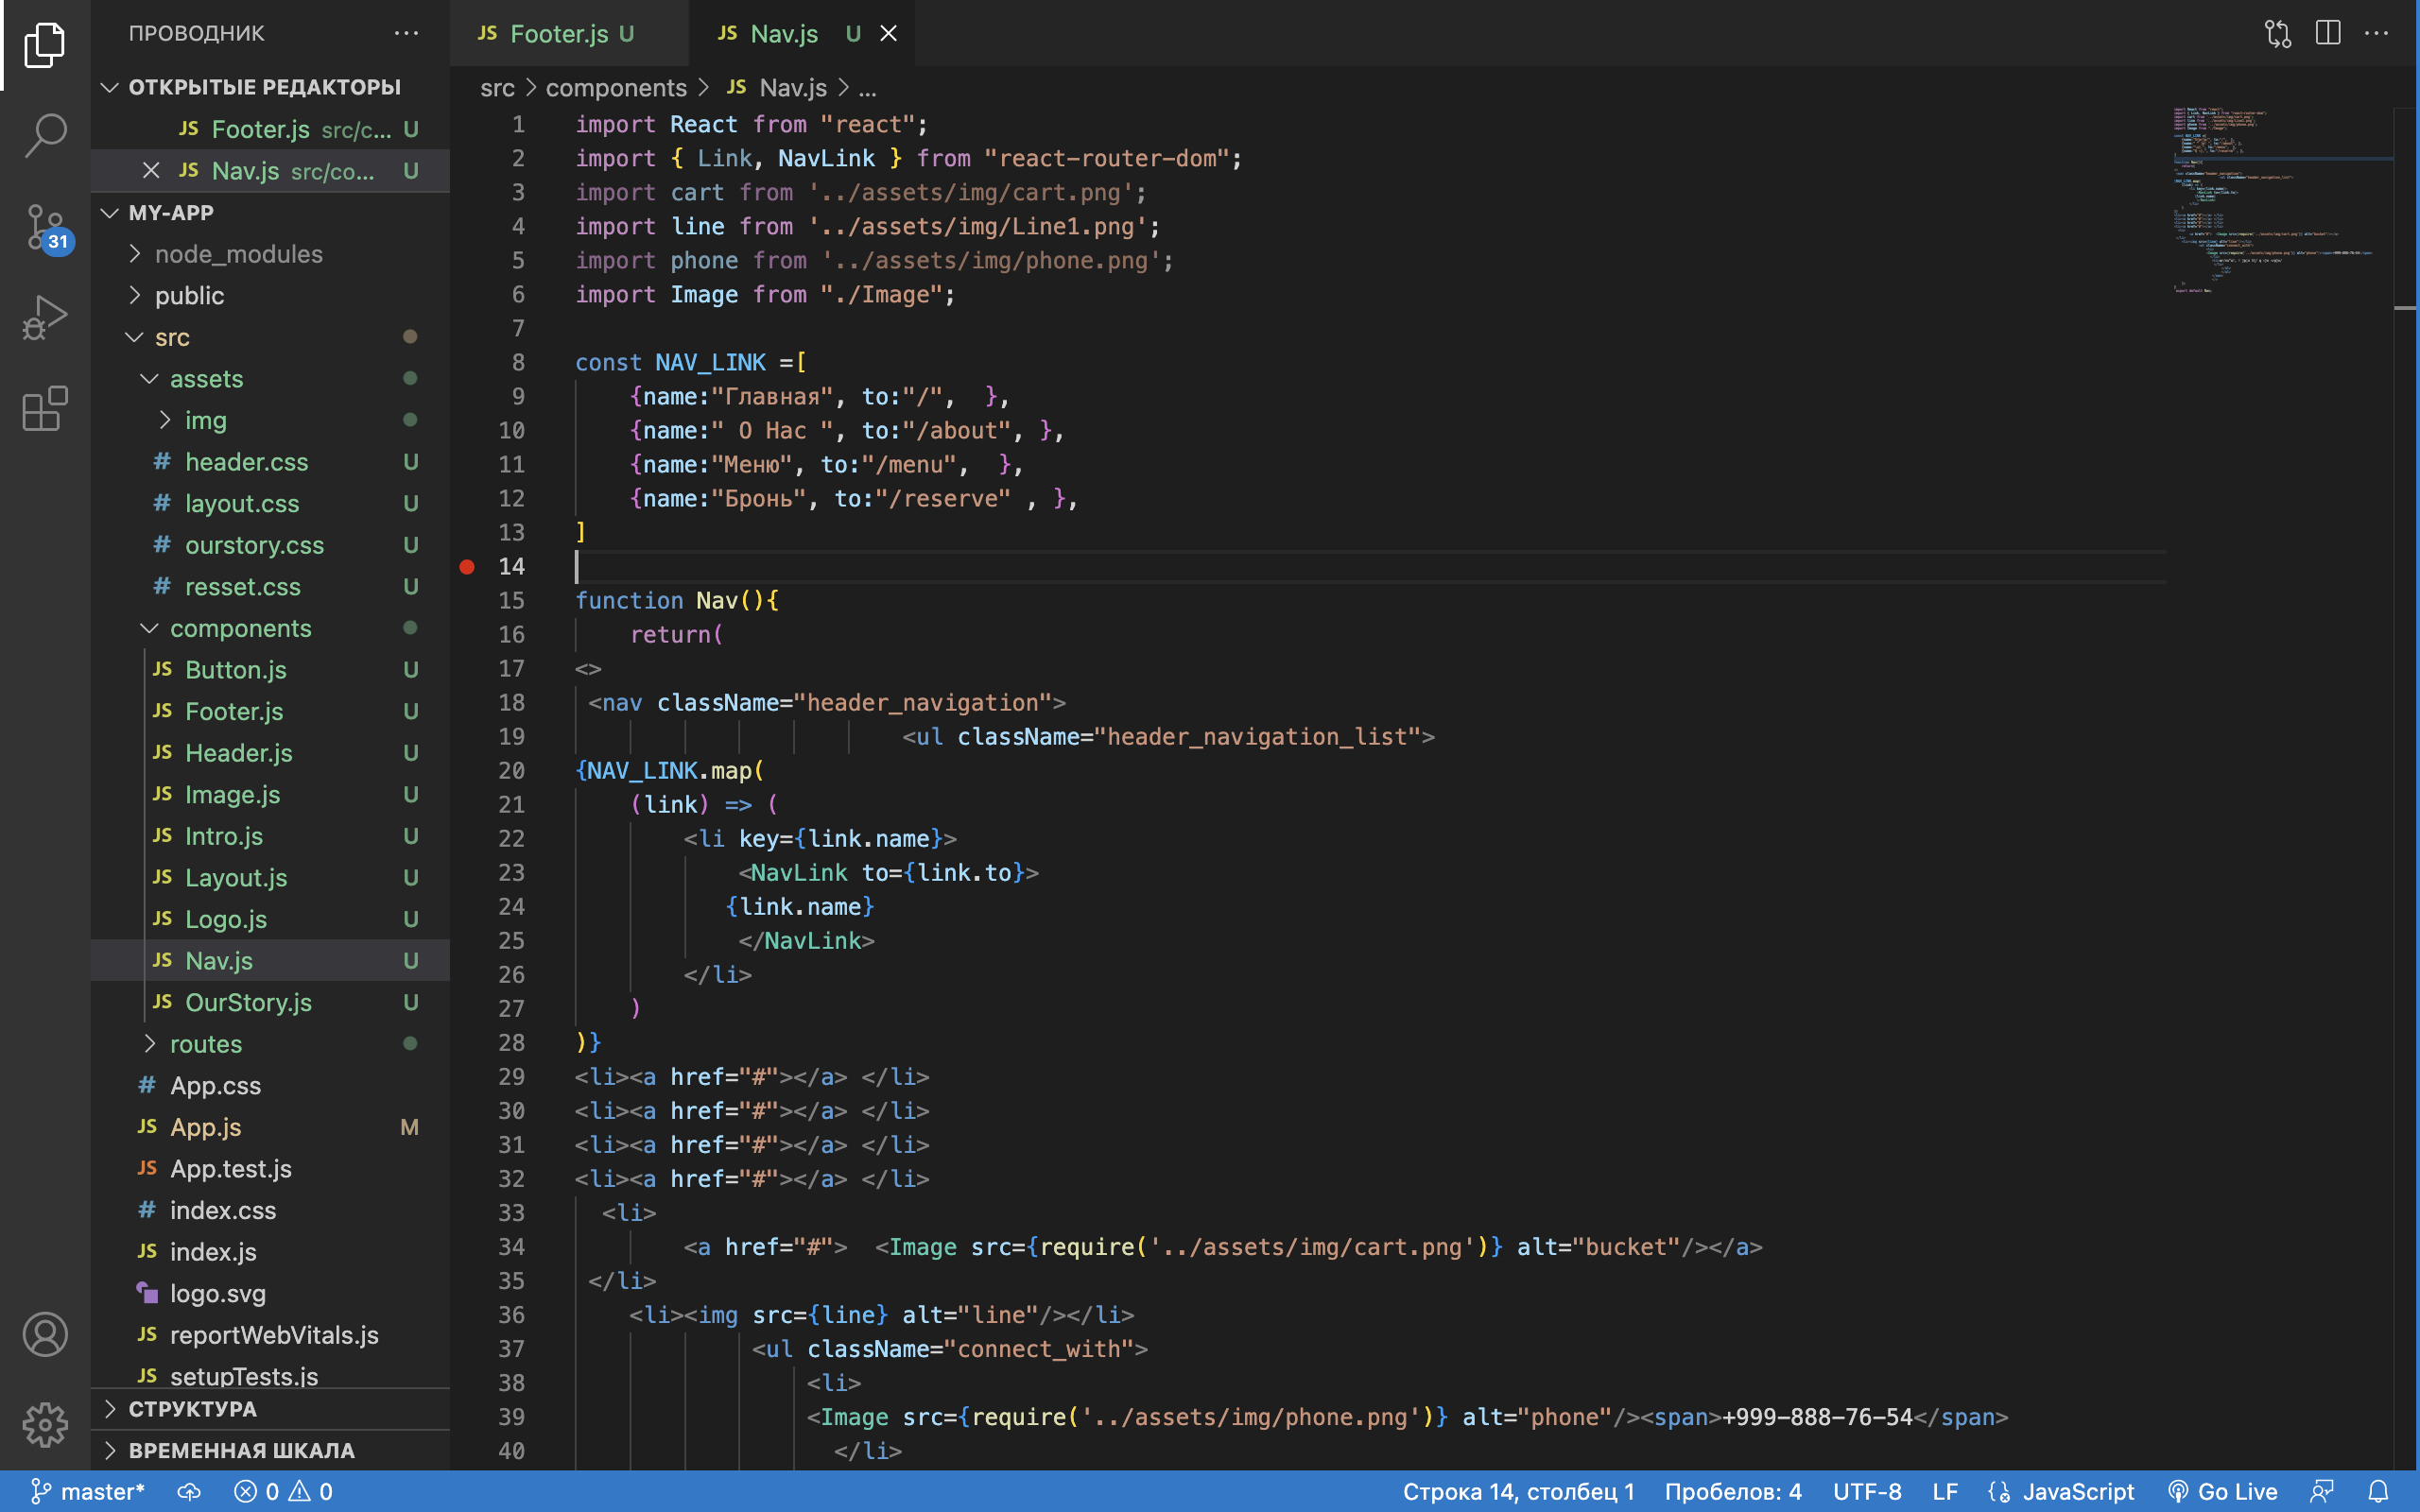 ПРОВОДНИК ...
ОТКРЫТЫЕ РЕДАКТОРЫ
JS Footer.js src/c... U
JS Nav.js src/co... U
MY-APP
node_modules
public
src
assets
img
# header.css U
# layout.css U
# ourstory.css U
# resset.css U
components
JS Button.js U
JS Footer.js U
JS Header.js U
JS Image.js U
JS Intro.js U
JS Layout.js U
JS Logo.js U
JS Nav.js U
JS OurStory.js U
routes
# App.css
JS App.js M
JS App.test.js
# index.css
JS index.js
logo.svg
JS reportWebVitals.js
JS setupTests.js
СТРУКТУРА
ВРЕМЕННАЯ ШКАЛА
31
JS Footer.js U
JS Nav.js U
src > components > JS Nav.js > ...
1 import React from "react";
2 import { Link, NavLink } from "react-router-dom";
3 import cart from '../assets/img/cart.png';
4 import line from '../assets/img/Line1.png';
5 import phone from '../assets/img/phone.png';
6 import Image from "./Image";
7
8 const NAV_LINK =[
9 {name:"Главная", to:"/",  },
10 {name:" О Нас ", to:"/about", },
11 {name:"Меню", to:"/menu",  },
12 {name:"Бронь", to:"/reserve" , },
13 ]
14
15 function Nav(){
16 return(
17 <>
18 <nav className="header_navigation">
19 <ul className="header_navigation_list">
20 {NAV_LINK.map(
21 (link) => (
22 <li key={link.name}>
23 <NavLink to={link.to}>
24 {link.name}
25 </NavLink>
26 </li>
27 )
28 )}
29 <li><a href="#"></a> </li>
30 <li><a href="#"></a> </li>
31 <li><a href="#"></a> </li>
32 <li><a href="#"></a> </li>
33 <li>
34 <a href="#">  <Image src={require('../assets/img/cart.png')} alt="bucket"/></a>
35 </li>
36 <li><img src={line} alt="line"/></li>
37 <ul className="connect_with">
38 <li>
39 <Image src={require('../assets/img/phone.png')} alt="phone"/><span>+999-888-76-54</span>
40 </li>
master* 0 0 Строка 14, столбец 1 Пробелов: 4 UTF-8 LF JavaScript Go Live